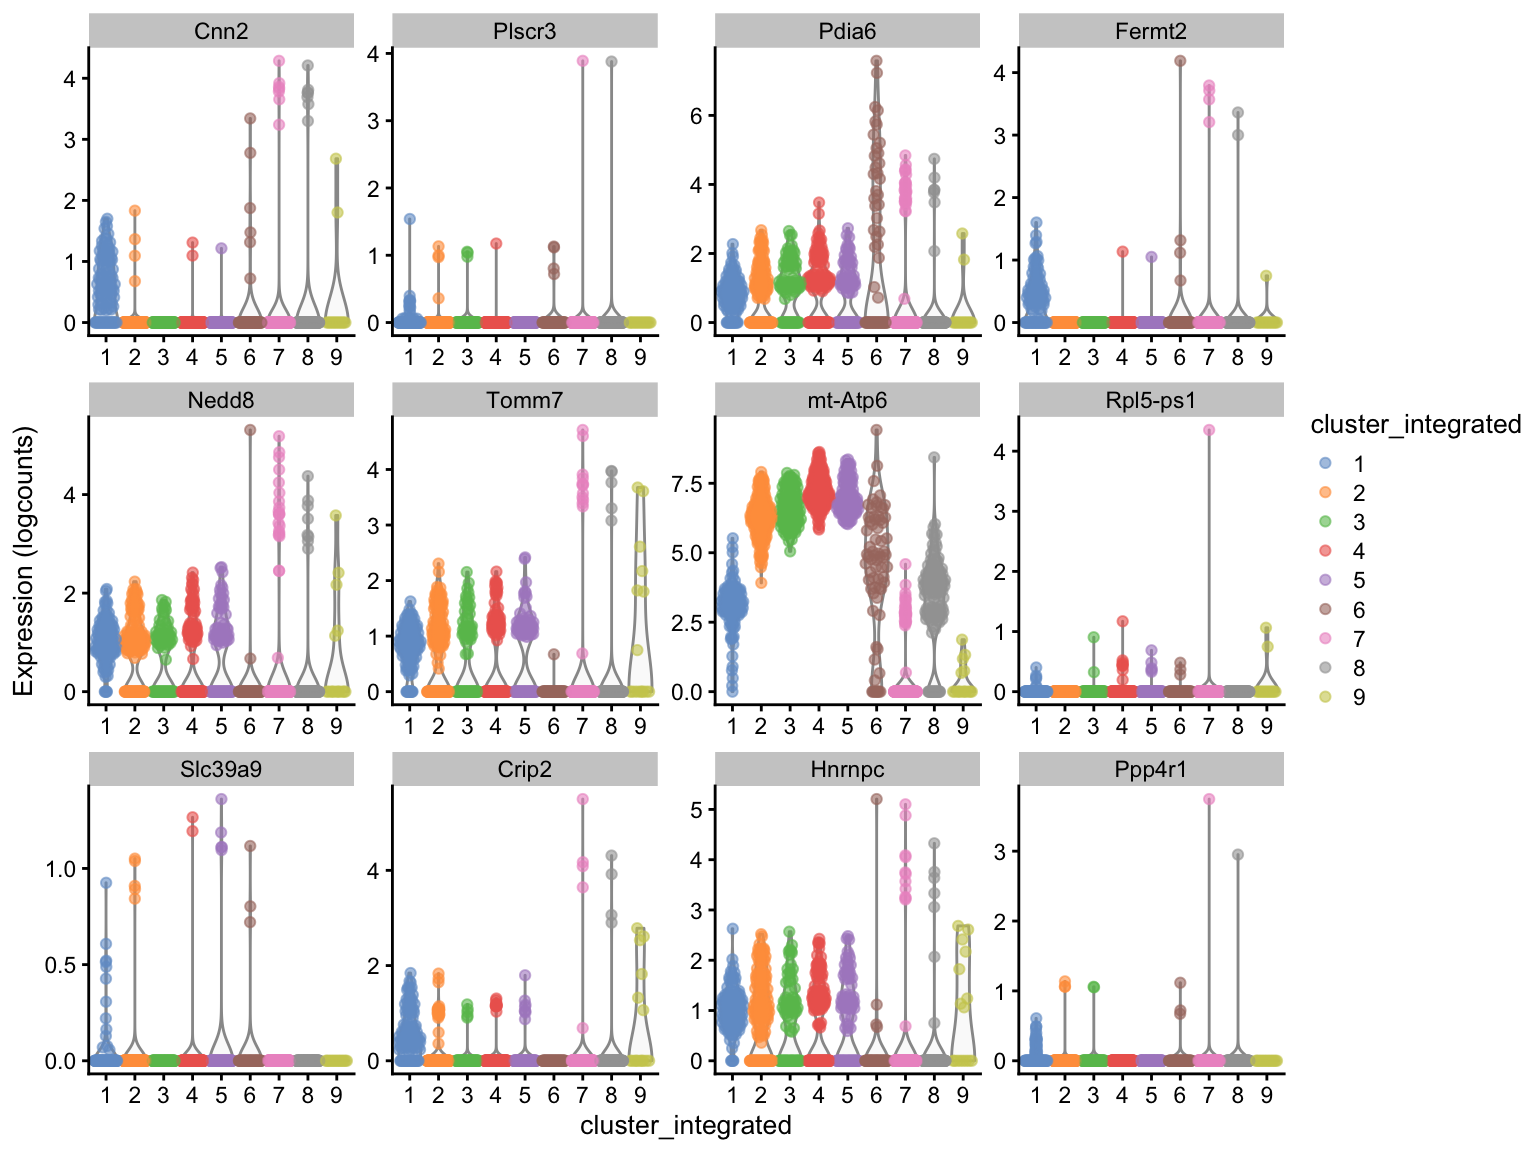 Cnn2 Plscr3 Pdia6 Fermt2
4 3 2 1 0
4 3 2 1 0
6 4 2 0
4 3 2 1 0
1 2 3 4 5 6 7 8 9
1 2 3 4 5 6 7 8 9
1 2 3 4 5 6 7 8 9
1 2 3 4 5 6 7 8 9
Expression (logcounts)
Nedd8 Tomm7 mt-Atp6 Rpl5-ps1
4 2 0
4 3 2 1 0
7.5 5.0 2.5 0.0
4 3 2 1 0
1 2 3 4 5 6 7 8 9
1 2 3 4 5 6 7 8 9
1 2 3 4 5 6 7 8 9
1 2 3 4 5 6 7 8 9
cluster_integrated
1
2
3
4
5
6
7
8
9
Slc39a9 Crip2 Hnrnpc Ppp4r1
1.0 0.5 0.0
4 2 0
5 4 3 2 1 0
3 2 1 0
1 2 3 4 5 6 7 8 9
1 2 3 4 5 6 7 8 9
1 2 3 4 5 6 7 8 9
1 2 3 4 5 6 7 8 9
cluster_integrated